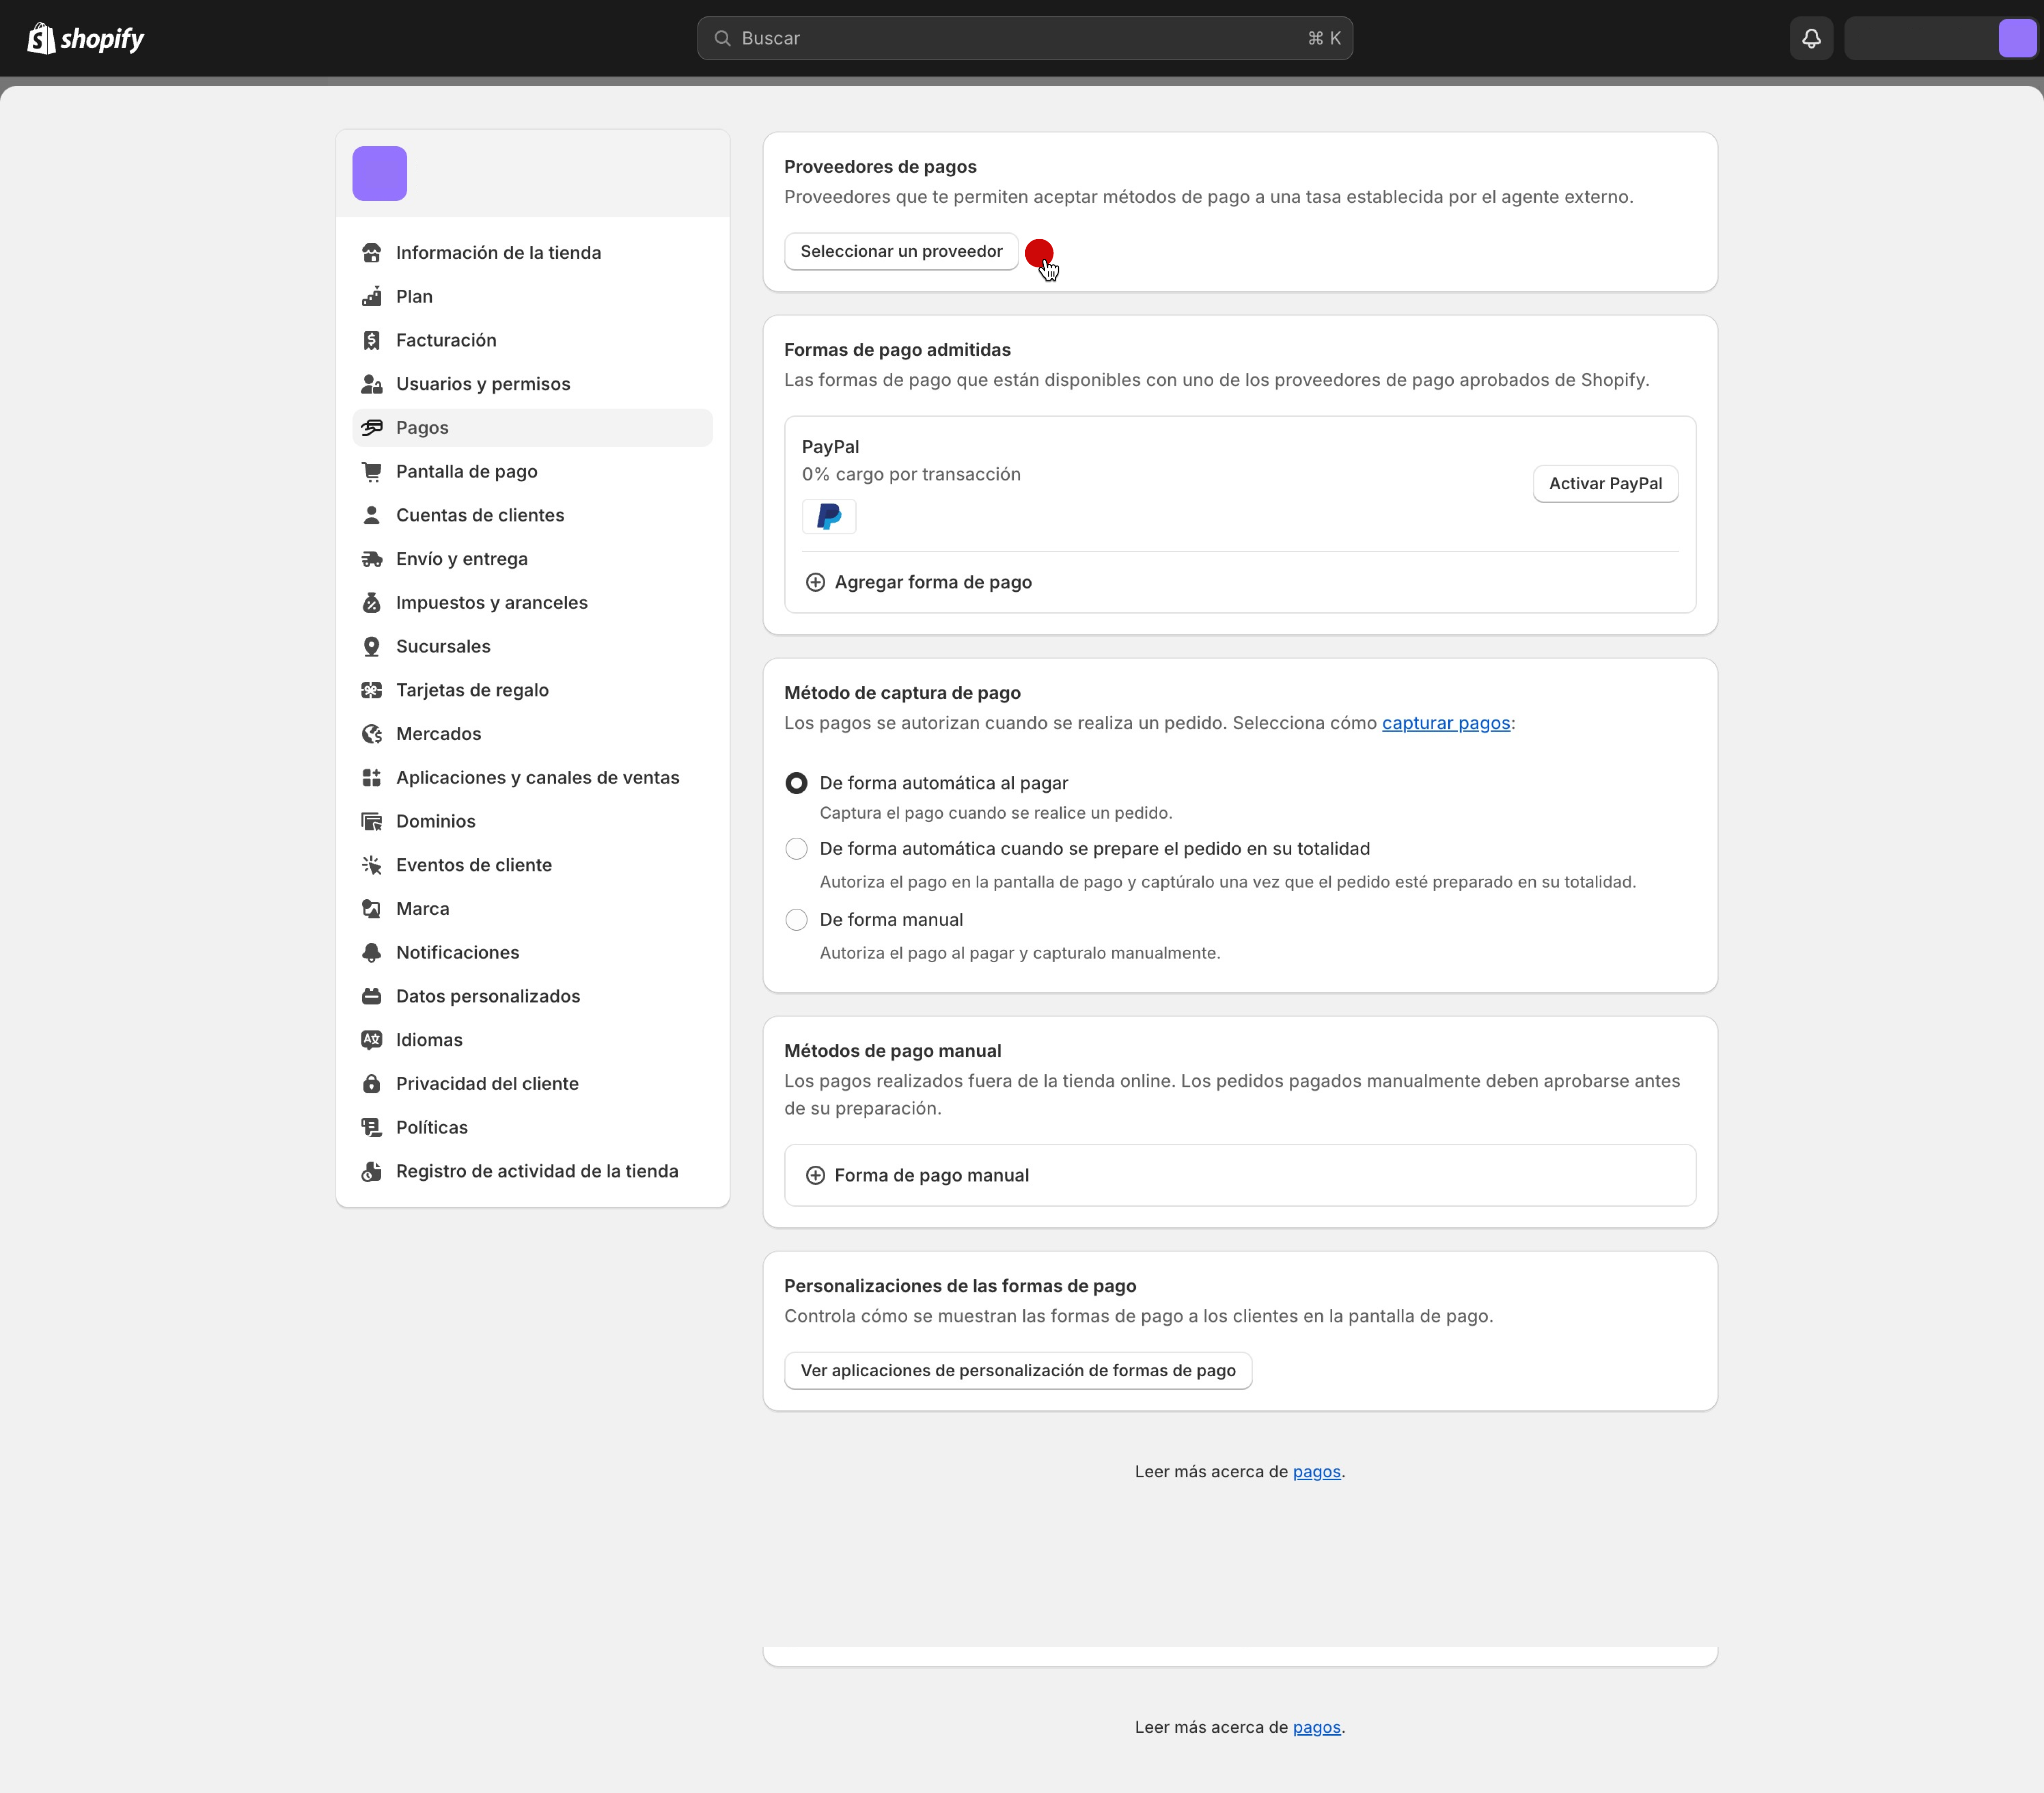 shopify
Buscar
⌘ K
Información de la tienda
Plan
Facturación
Usuarios y permisos
Pagos
Pantalla de pago
Cuentas de clientes
Envío y entrega
Impuestos y aranceles
Sucursales
Tarjetas de regalo
Mercados
Aplicaciones y canales de ventas
Dominios
Eventos de cliente
Marca
Notificaciones
Datos personalizados
Idiomas
Privacidad del cliente
Políticas
Registro de actividad de la tienda
Proveedores de pagos
Proveedores que te permiten aceptar métodos de pago a una tasa establecida por el agente externo.
Seleccionar un proveedor
Formas de pago admitidas
Las formas de pago que están disponibles con uno de los proveedores de pago aprobados de Shopify.
PayPal
0% cargo por transacción
Activar PayPal
Agregar forma de pago
Método de captura de pago
Los pagos se autorizan cuando se realiza un pedido. Selecciona cómo capturar pagos:
De forma automática al pagar
Captura el pago cuando se realice un pedido.
De forma automática cuando se prepare el pedido en su totalidad
Autoriza el pago en la pantalla de pago y captúralo una vez que el pedido esté preparado en su totalidad.
De forma manual
Autoriza el pago al pagar y capturalo manualmente.
Métodos de pago manual
Los pagos realizados fuera de la tienda online. Los pedidos pagados manualmente deben aprobarse antes
de su preparación.
Forma de pago manual
Personalizaciones de las formas de pago
Controla cómo se muestran las formas de pago a los clientes en la pantalla de pago.
Ver aplicaciones de personalización de formas de pago
Leer más acerca de pagos.
Leer más acerca de pagos.